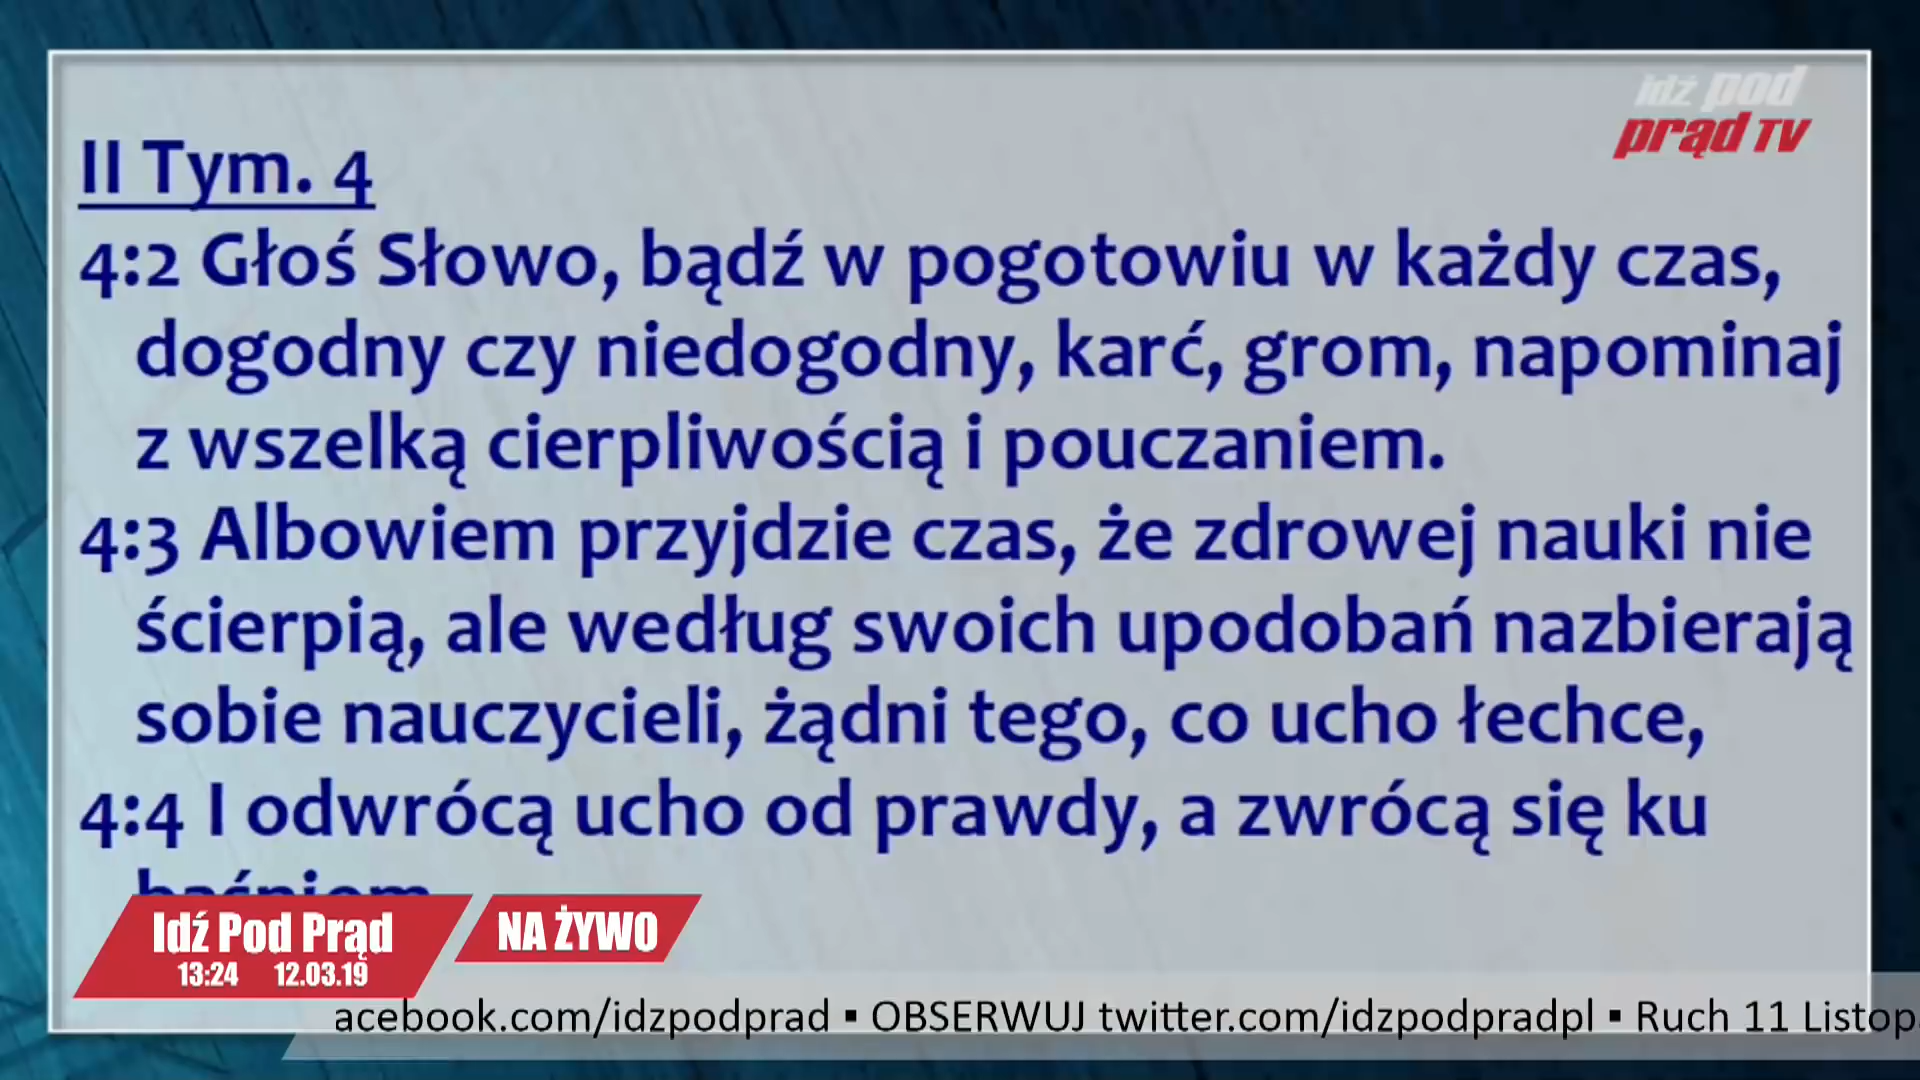 idź pod
prąd TV
II Tym. 4
4:2 Głoś Słowo, bądź w pogotowiu w każdy czas,
dogodny czy niedogodny, karć, grom, napominaj
z wszelką cierpliwością i pouczaniem.
4:3 Albowiem przyjdzie czas, że zdrowej nauki nie
ścierpią, ale według swoich upodobań nazbierają
sobie nauczycieli, żądni tego, co ucho łechce,
4:4 I odwrócą ucho od prawdy, a zwrócą się ku
Idź Pod Prąd
NA ŻYWO
13:24 12.03.19
acebook.com/idzpodprad ▪ OBSERWUJ twitter.com/idzpodpradpl ▪ Ruch 11 Listop